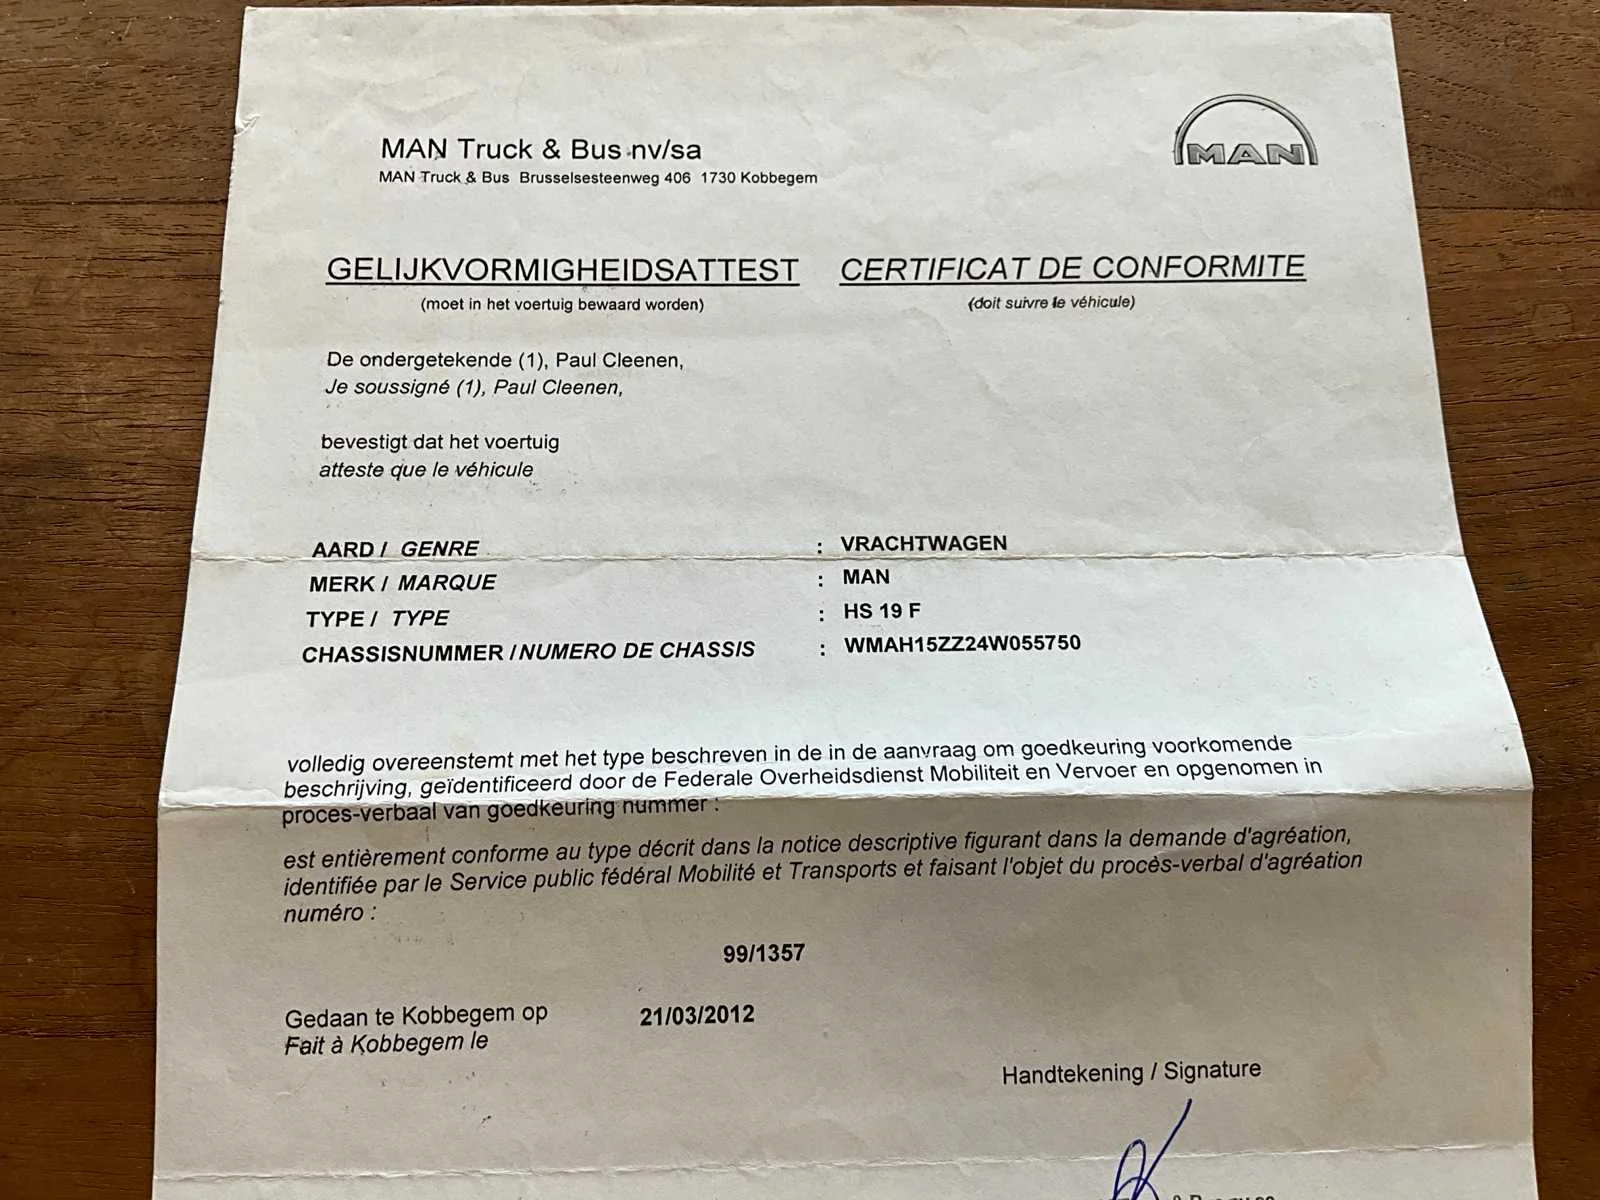 MAN Truck & Bus nv/sa
MAN Truck & Bus Brusselsesteenweg 406 1730 Kobbegem
MAN
GELIJKVORMIGHEIDSATTEST
(moet in het voertuig bewaard worden)
CERTIFICAT DE CONFORMITE
(doit suivre le véhicule)
De ondergetekende (1), Paul Cleenen,
Je soussigné (1), Paul Cleenen,
bevestigt dat het voertuig
atteste que le véhicule
AARD / GENRE : VRACHTWAGEN
MERK / MARQUE : MAN
TYPE / TYPE : HS 19 F
CHASSISNUMMER / NUMERO DE CHASSIS : WMAH15ZZ24W055750
volledig overeenstemt met het type beschreven in de in de aanvraag om goedkeuring voorkomende
beschrijving, geïdentificeerd door de Federale Overheidsdienst Mobiliteit en Vervoer en opgenomen in
proces-verbaal van goedkeuring nummer :
est entièrement conforme au type décrit dans la notice descriptive figurant dans la demande d'agréation,
identifiée par le Service public fédéral Mobilité et Transports et faisant l'objet du procès-verbal d'agréation
numéro :
99/1357
Gedaan te Kobbegem op 21/03/2012
Fait à Kobbegem le
Handtekening / Signature